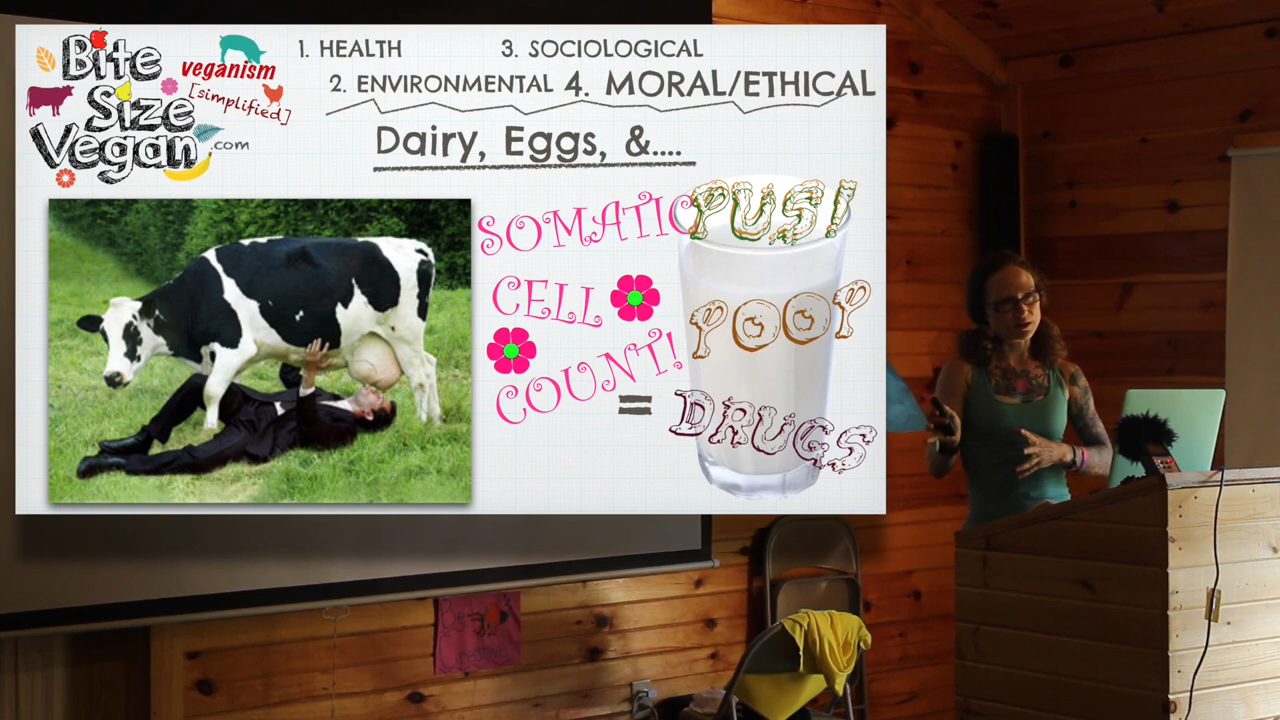 Bite
Size
Vegan
.com
veganism
[simplified]
1. HEALTH
3. SOCIOLOGICAL
2. ENVIRONMENTAL
4. MORAL/ETHICAL
Dairy, Eggs, &....
SOMATIC
CELL
COUNT!
=
PUS!
POOP
DRUGS